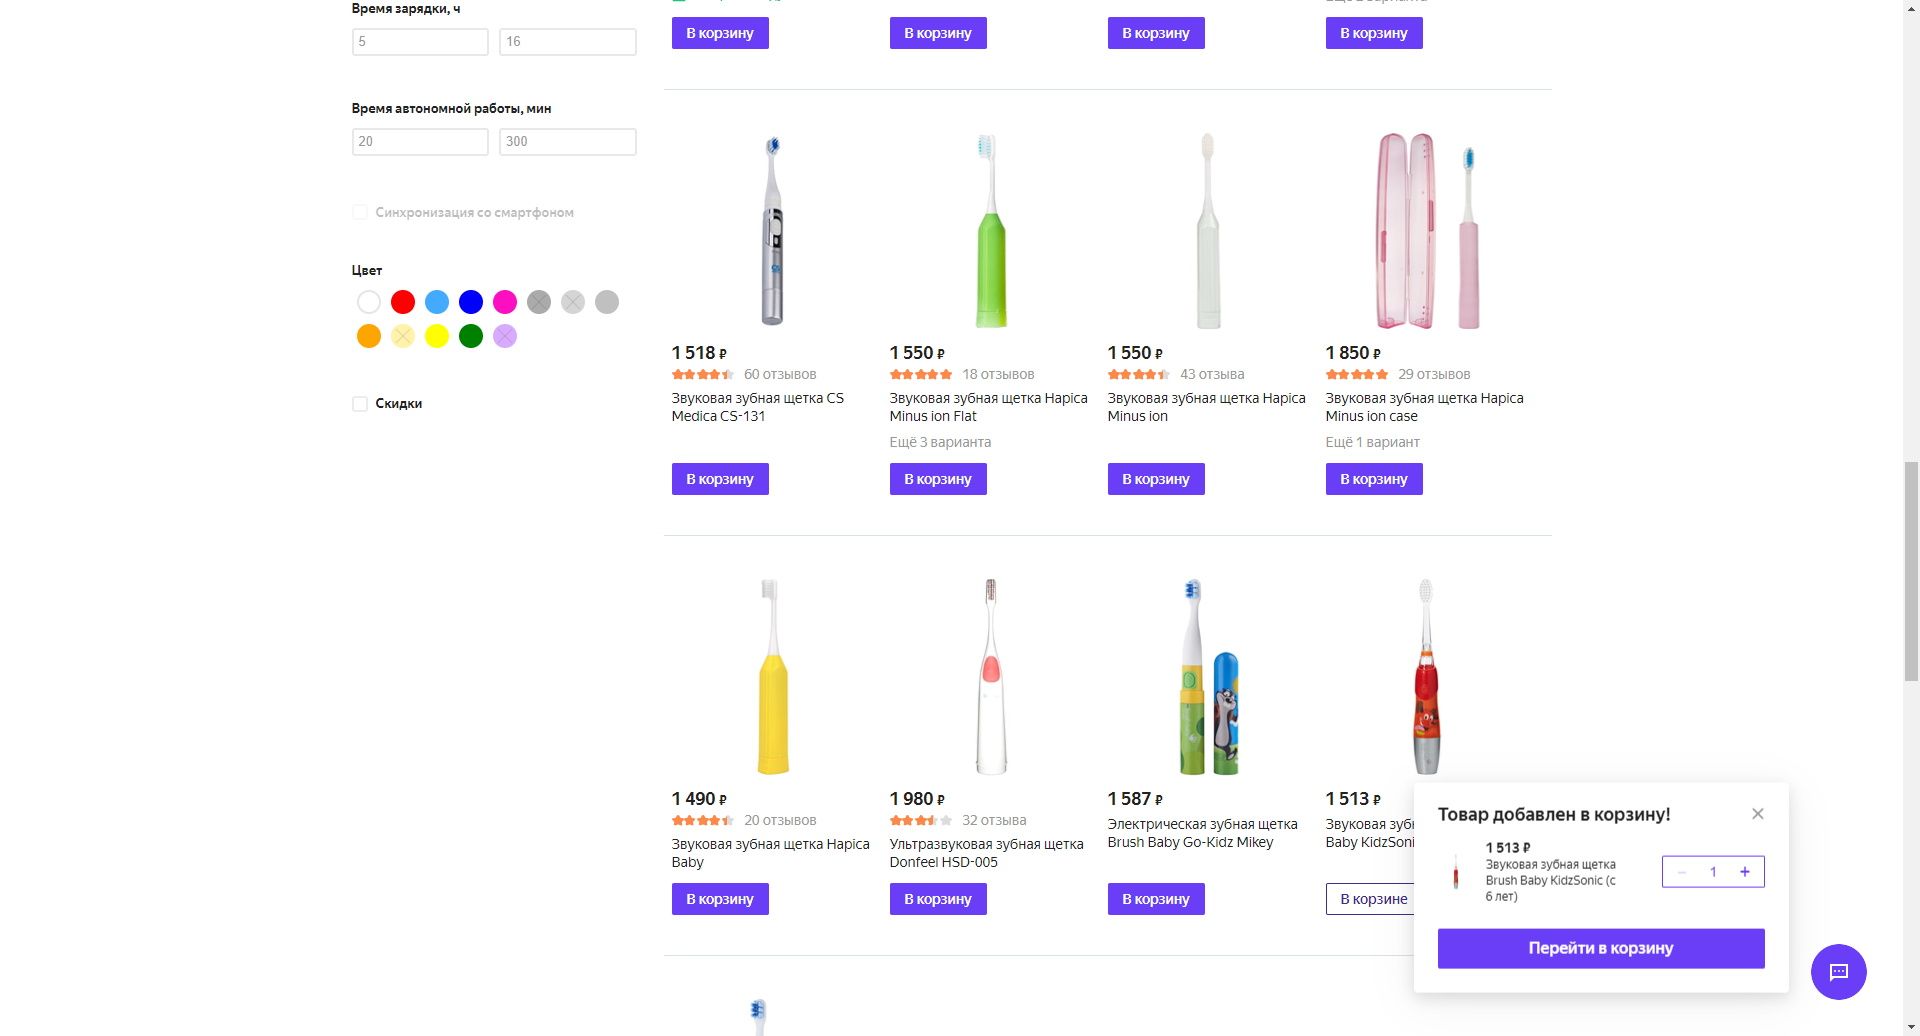 Время зарядки, ч
5
16
В корзину
В корзину
В корзину
В корзину
Время автономной работы, мин
20
300
Синхронизация со смартфоном
Цвет
Скидки
1 518 ₽
60 отзывов
Звуковая зубная щетка CS
Medica CS-131
В корзину
1 550 ₽
18 отзывов
Звуковая зубная щетка Hapica
Minus ion Flat
Ещё 3 варианта
В корзину
1 550 ₽
43 отзыва
Звуковая зубная щетка Hapica
Minus ion
В корзину
1 850 ₽
29 отзывов
Звуковая зубная щетка Hapica
Minus ion case
Ещё 1 вариант
В корзину
1 490 ₽
20 отзывов
Звуковая зубная щетка Hapica
Baby
В корзину
1 980 ₽
32 отзыва
Ультразвуковая зубная щетка
Donfeel HSD-005
В корзину
1 587 ₽
Электрическая зубная щетка
Brush Baby Go-Kidz Mikey
В корзину
1 513 ₽
Звуковая
Baby
В корзине
Товар добавлен в корзину!
1 513 ₽
Звуковая зубная щетка
Brush Baby KidzSonic (с
6 лет)
− 1 +
Перейти в корзину